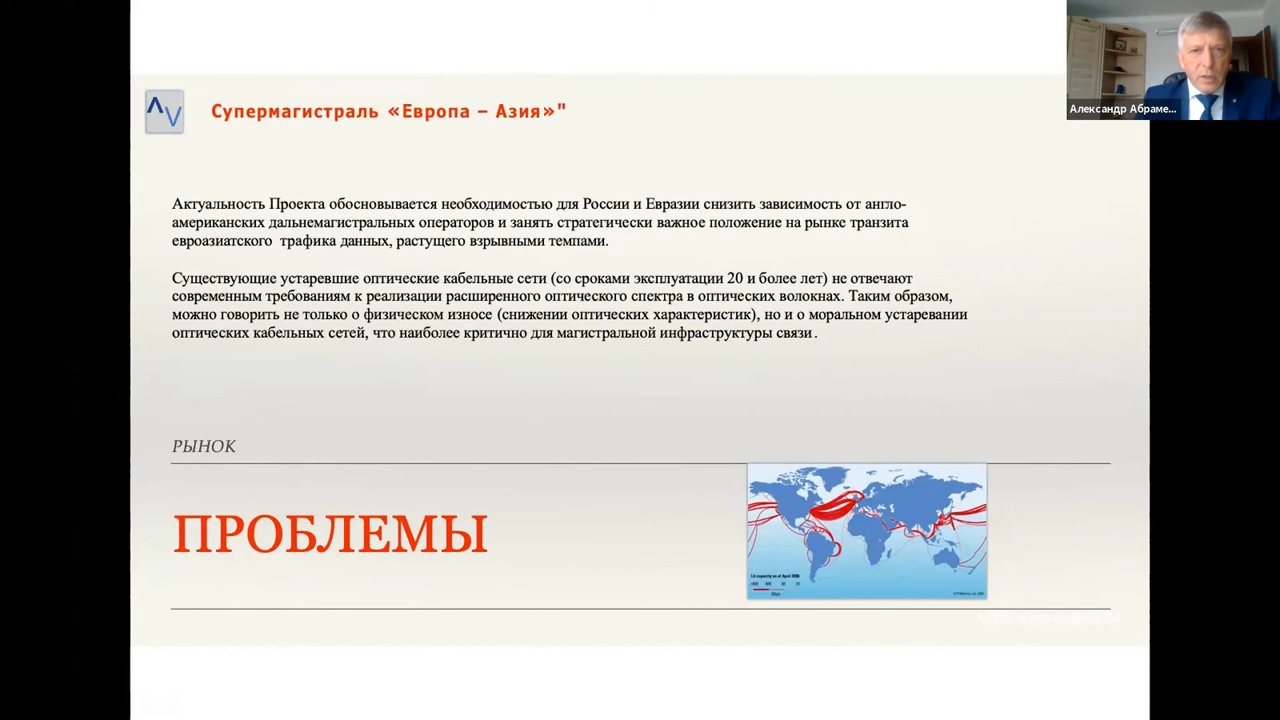 Александр Абраме...
ΛV
Супермагистраль «Европа – Азия»"
Актуальность Проекта обосновывается необходимостью для России и Евразии снизить зависимость от англо-
американских дальнемагистральных операторов и занять стратегически важное положение на рынке транзита
евроазиатского трафика данных, растущего взрывными темпами.
Существующие устаревшие оптические кабельные сети (со сроками эксплуатации 20 и более лет) не отвечают
современным требованиям к реализации расширенного оптического спектра в оптических волокнах. Таким образом,
можно говорить не только о физическом износе (снижении оптических характеристик), но и о моральном устаревании
оптических кабельных сетей, что наиболее критично для магистральной инфраструктуры связи.
РЫНОК
ПРОБЛЕМЫ